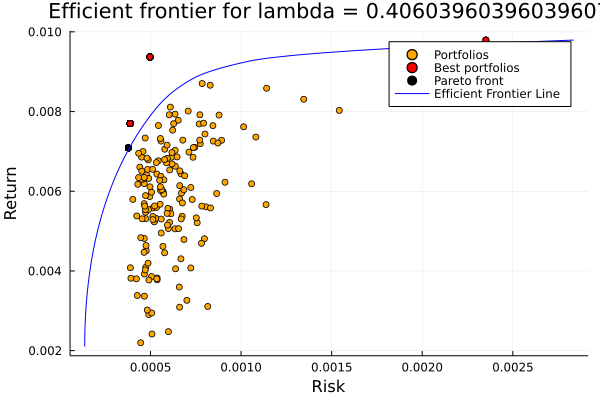 Efficient frontier for lambda = 0.4060396039603960
0.010
0.008
0.006
0.004
0.002
Return
Portfolios
Best portfolios
Pareto front
Efficient Frontier Line
0.0005
0.0010
0.0015
0.0020
0.0025
Risk